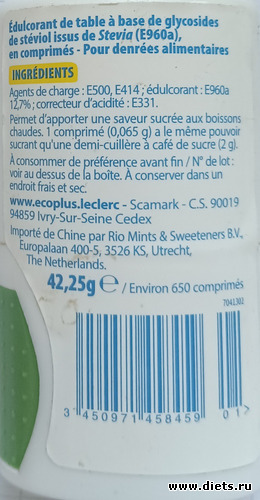 Édulcorant de table à base de glycosides
de stéviol issus de Stevia (E960a),
en comprimés - Pour denrées alimentaires
INGRÉDIENTS
Agents de charge : E500, E414 ; édulcorant : E960a
12,7% ; correcteur d'acidité : E331.
Permet d'apporter une saveur sucrée aux boissons
chaudes. 1 comprimé (0,065 g) a le même pouvoir
sucrant qu'une demi-cuillère à café de sucre (2 g).
À consommer de préférence avant fin / N° de lot :
voir au dessus de la boîte. À conserver dans un
endroit frais et sec.
www.ecoplus.leclerc - Scamark - C.S. 90019
94859 Ivry-Sur-Seine Cedex
Importé de Chine par Rio Mints & Sweeteners B.V.,
Europalaan 400-5, 3526 KS, Utrecht,
The Netherlands.
42,25g e / Environ 650 comprimés
7041302
3 450971 458459 01>
www.diets.ru